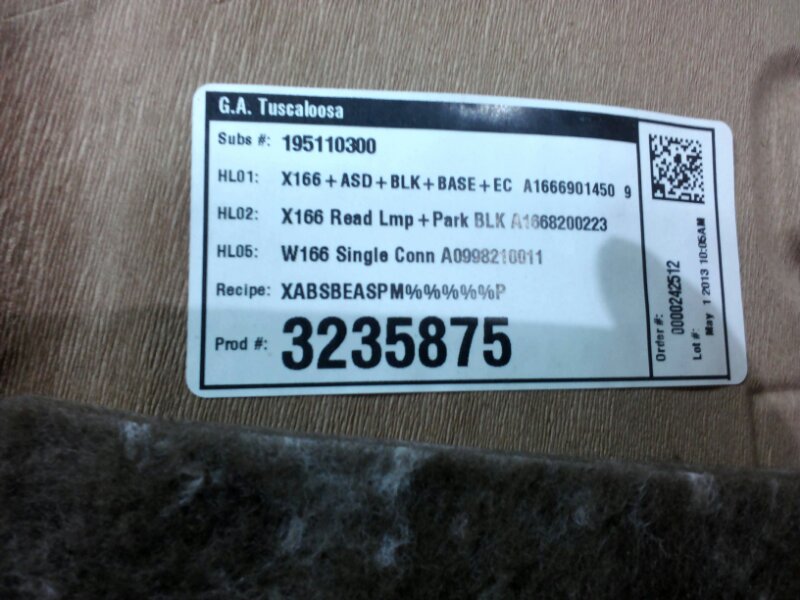 G.A. Tuscaloosa
Subs #: 195110300
HL01: X166+ASD+BLK+BASE+EC A1666901450 9
HL02: X166 Read Lmp+Park BLK A1668200223
HL05: W166 Single Conn A0998210011
Recipe: XABSBEASPM%%%%%P
Prod #: 3235875
Order #:
0000242512
Lot #:
May 1 2013 10:05AM